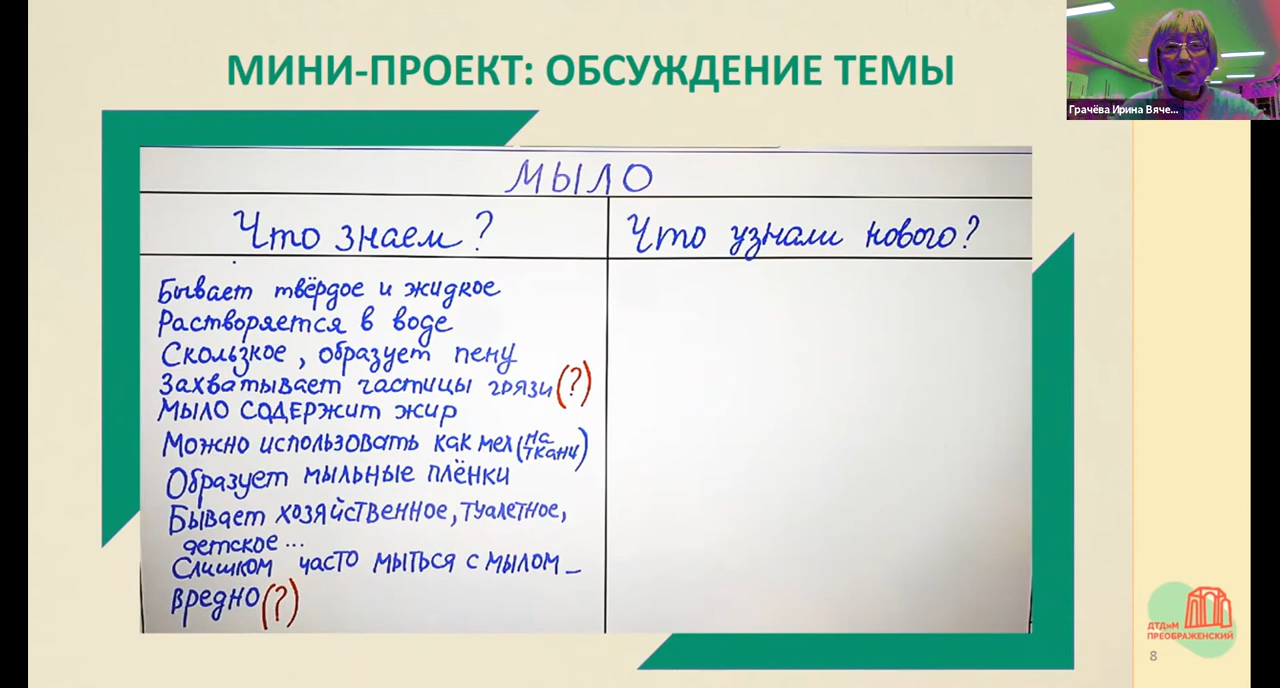 МИНИ-ПРОЕКТ: ОБСУЖДЕНИЕ ТЕМЫ
Грачёва Ирина Вяче...
МЫЛО
Что знаем?
Что узнали нового?
Бывает твёрдое и жидкое
Растворяется в воде
Скользкое, образует пену
Захватывает частицы грязи (?)
Мыло содержит жир
Можно использовать как мел (на ткани)
Образует мыльные плёнки
Бывает хозяйственное, туалетное,
детское...
Слишком часто мыться с мылом –
вредно (?)
ДТДиМ
ПРЕОБРАЖЕНСКИЙ
8